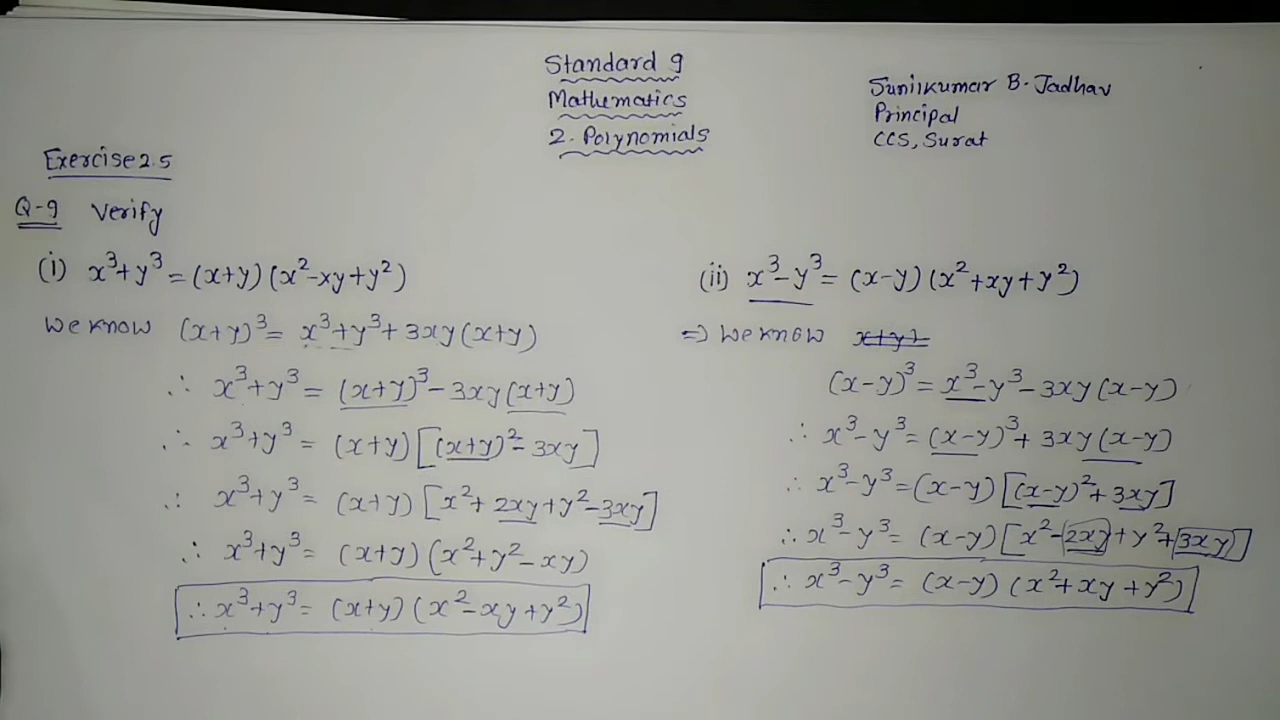 Standard 9
Mathematics
2. Polynomials
Sunilkumar B. Jadhav
Principal
CCS, Surat
Exercise 2.5
Q-9 Verify
(i) x³+y³ = (x+y) (x²-xy+y²)
We know (x+y)³ = x³+y³+3xy(x+y)
∴ x³+y³ = (x+y)³-3xy(x+y)
∴ x³+y³ = (x+y) [(x+y)²-3xy]
∴ x³+y³ = (x+y) [x²+2xy+y²-3xy]
∴ x³+y³ = (x+y) (x²+y²-xy)
∴ x³+y³ = (x+y) (x²-xy+y²)
(ii) x³-y³ = (x-y) (x²+xy+y²)
⇒ We know
(x-y)³ = x³-y³-3xy(x-y)
∴ x³-y³ = (x-y)³+3xy(x-y)
∴ x³-y³ = (x-y) [(x-y)²+3xy]
∴ x³-y³ = (x-y) [x²-2xy+y²+3xy]
∴ x³-y³ = (x-y) (x²+xy+y²)